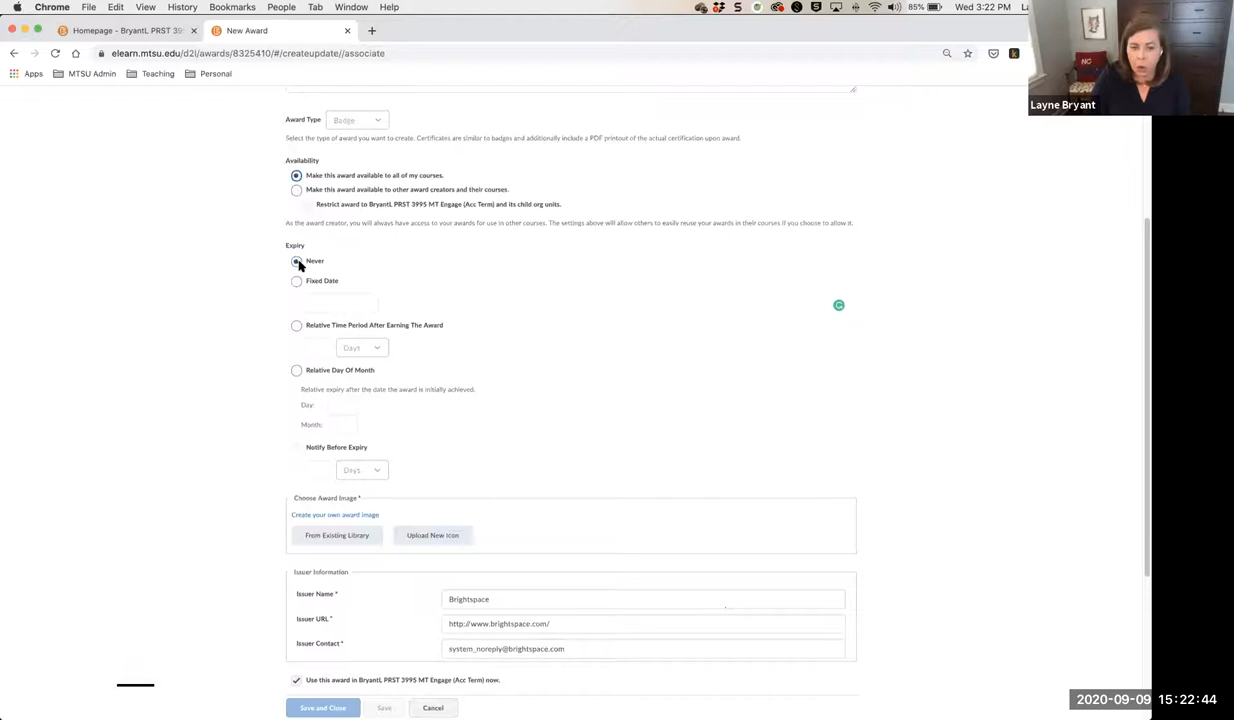 Chrome File Edit View History Bookmarks People Tab Window Help 85% Wed 3:22 PM
Homepage - BryantL PRST 39 New Award
elearn.mtsu.edu/d2l/awards/8325410/#/createupdate//associate
Apps MTSU Admin Teaching Personal
Layne Bryant
Award Type Badge
Select the type of award you want to create. Certificates are similar to badges and additionally include a PDF printout of the actual certification upon award.
Availability
Make this award available to all of my courses.
Make this award available to other award creators and their courses.
Restrict award to BryantL PRST 3995 MT Engage (Acc Term) and its child org units.
As the award creator, you will always have access to your awards for use in other courses. The settings above will allow others to easily reuse your awards in their courses if you choose to allow it.
Expiry
Never
Fixed Date
Relative Time Period After Earning The Award
Days
Relative Day Of Month
Relative expiry after the date the award is initially achieved.
Day:
Month:
Notify Before Expiry
Days
Choose Award Image *
Create your own award image
From Existing Library Upload New Icon
Issuer Information
Issuer Name * Brightspace
Issuer URL * http://www.brightspace.com/
Issuer Contact * system_noreply@brightspace.com
Use this award in BryantL PRST 3995 MT Engage (Acc Term) now.
Save and Close Save Cancel
2020-09-09 15:22:44